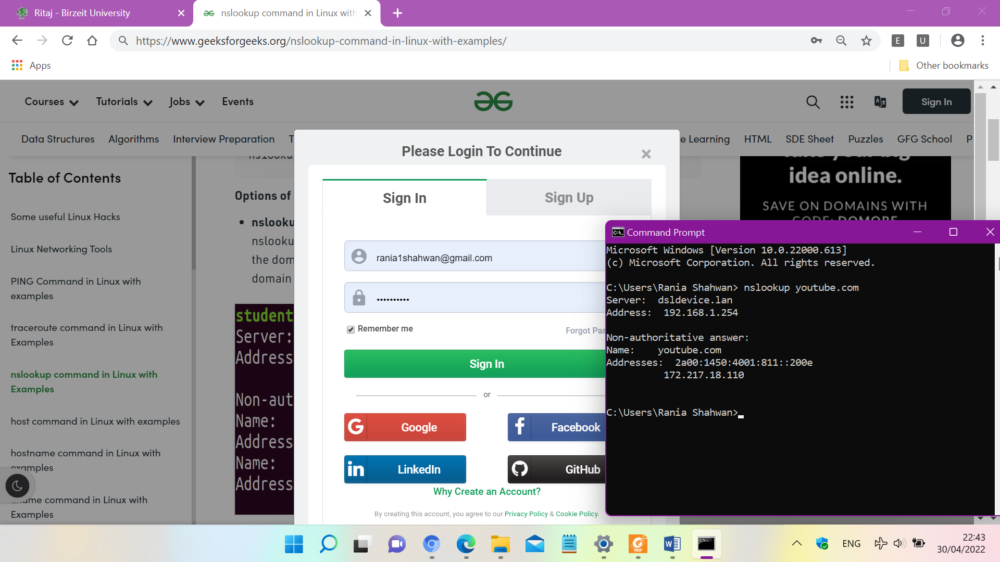 Ritaj - Birzeit University
nslookup command in Linux with
https://www.geeksforgeeks.org/nslookup-command-in-linux-with-examples/
E
U
Apps
Other bookmarks
Courses
Tutorials
Jobs
Events
Sign In
Data Structures
Algorithms
Interview Preparation
T
e Learning
HTML
SDE Sheet
Puzzles
GFG School
P
Table of Contents
Some useful Linux Hacks
Linux Networking Tools
PING Command in Linux with
examples
traceroute command in Linux with
Examples
nslookup command in Linux with
Examples
host command in Linux with examples
hostname command in Linux with
examples
command in Linux with
Examples
Options of
nslooku
nslooku
the dom
domain
student
Server:
Address
Non-aut
Name:
Address
Name:
Address
idea online.
SAVE ON DOMAINS WITH
CODE: DOMORE
Please Login To Continue
Sign In
Sign Up
rania1shahwan@gmail.com
Remember me
Forgot Pas
Sign In
or
Google
Facebook
LinkedIn
GitHub
Why Create an Account?
By creating this account, you agree to our Privacy Policy & Cookie Policy.
Command Prompt
Microsoft Windows [Version 10.0.22000.613]
(c) Microsoft Corporation. All rights reserved.
C:\Users\Rania Shahwan> nslookup youtube.com
Server:  dsldevice.lan
Address:  192.168.1.254
Non-authoritative answer:
Name:    youtube.com
Addresses:  2a00:1450:4001:811::200e
172.217.18.110
C:\Users\Rania Shahwan>
PDF
ENG
22:43
30/04/2022